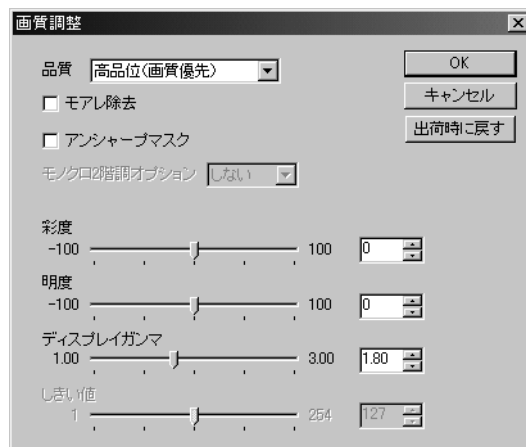 画質調整
品質 高品位(画質優先)
OK
モアレ除去
キャンセル
アンシャープマスク
出荷時に戻す
モノクロ2階調オプション しない
彩度
-100 100 0
明度
-100 100 0
ディスプレイガンマ
1.00 3.00 1.80
しきい値
1 254 127